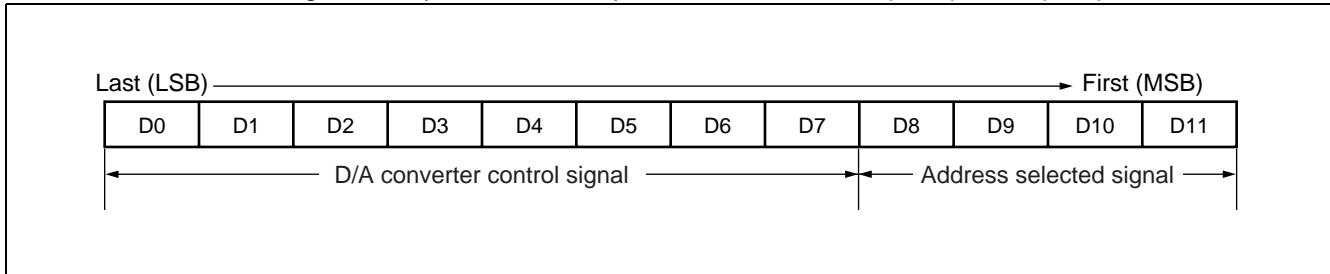 Last (LSB) First (MSB)
D0 D1 D2 D3 D4 D5 D6 D7 D8 D9 D10 D11
D/A converter control signal Address selected signal